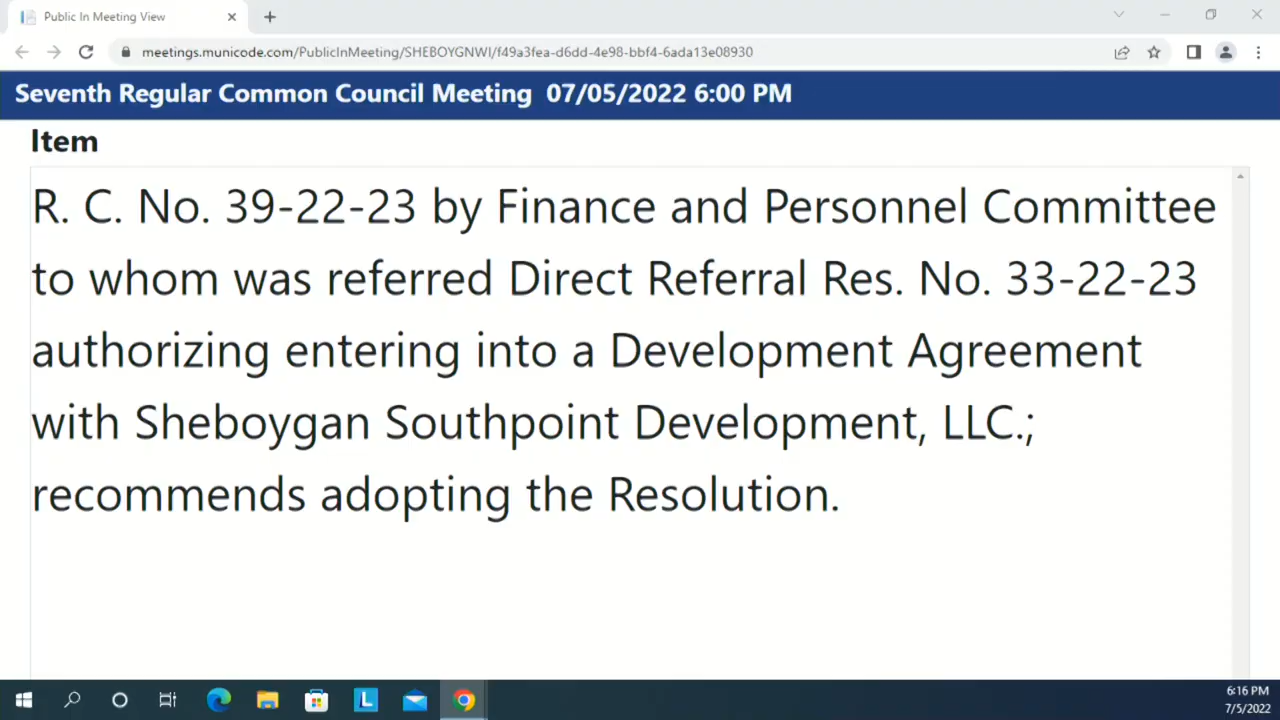 Public In Meeting View
meetings.municode.com/PublicInMeeting/SHEBOYGNWI/f49a3fea-d6dd-4e98-bbf4-6ada13e08930
Seventh Regular Common Council Meeting 07/05/2022 6:00 PM
Item
R. C. No. 39-22-23 by Finance and Personnel Committee
to whom was referred Direct Referral Res. No. 33-22-23
authorizing entering into a Development Agreement
with Sheboygan Southpoint Development, LLC.;
recommends adopting the Resolution.
L
6:16 PM
7/5/2022